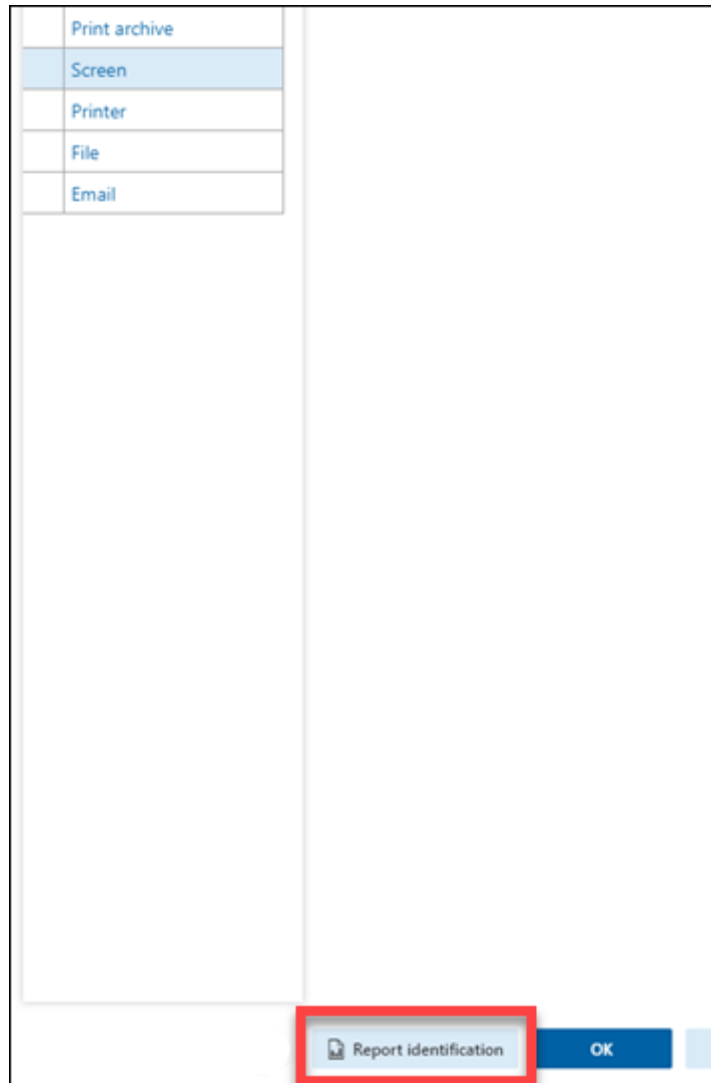 Print archive
Screen
Printer
File
Email
Report identification
OK